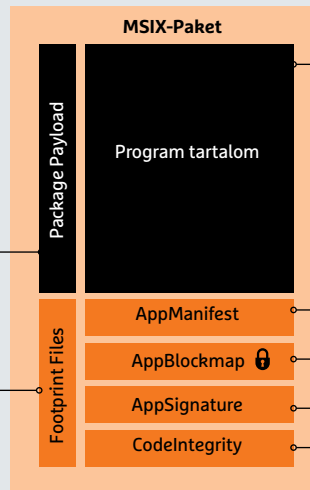 MSIX-Paket
Package Payload
Program tartalom
Footprint Files
AppManifest
AppBlockmap
AppSignature
CodeIntegrity